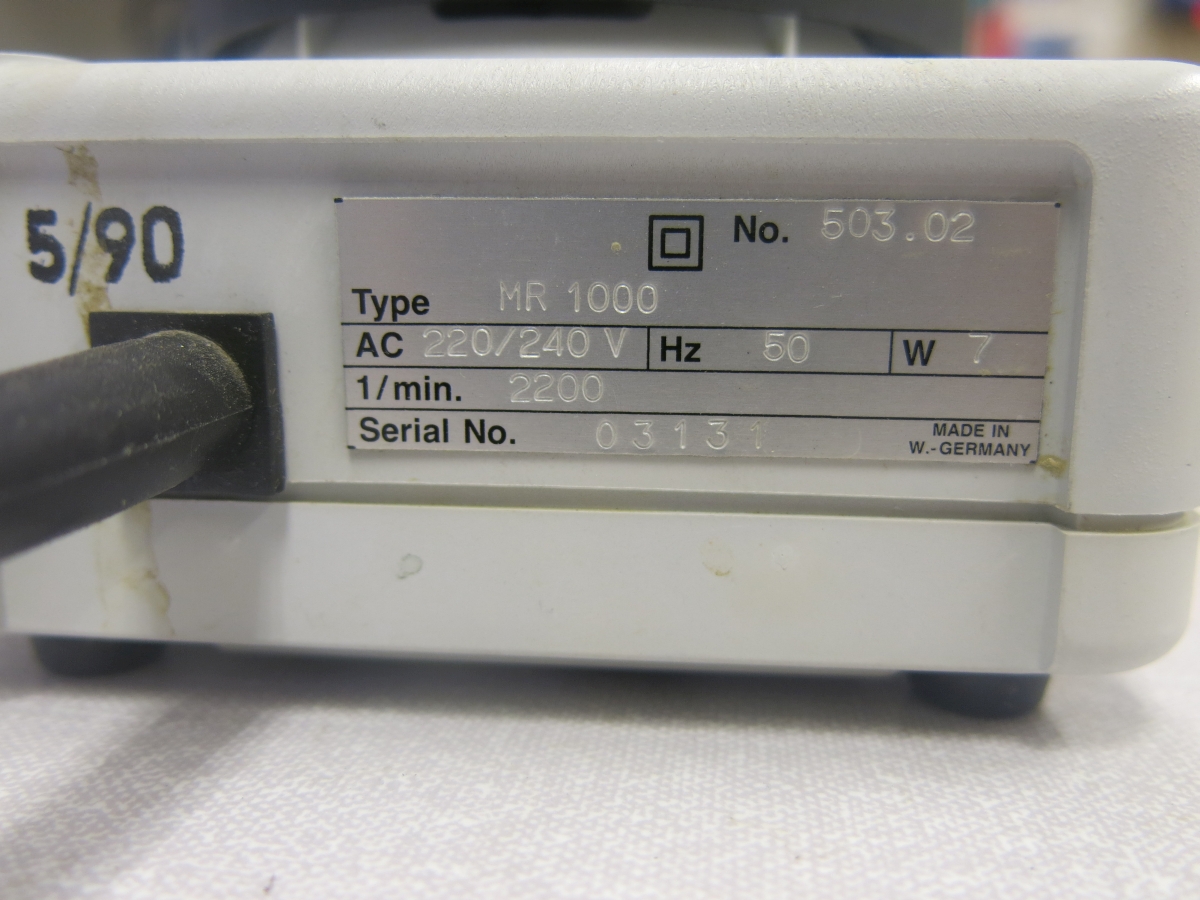 5/90
No. 503.02
Type MR 1000
AC 220/240 V Hz 50 W 7
1/min. 2200
Serial No. 03131
MADE IN
W.-GERMANY